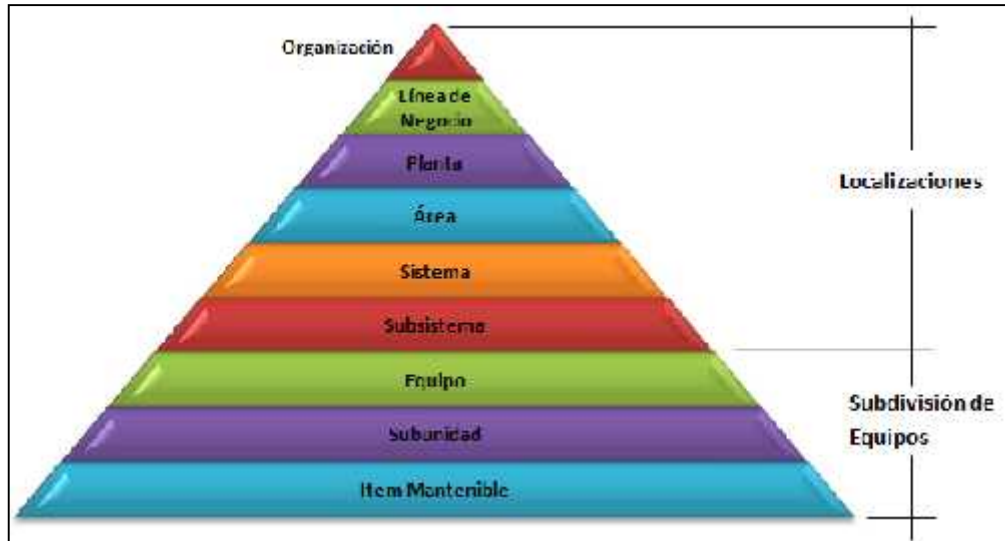 Organización
Línea de
Negocio
Planta
Área
Sistema
Subsistema
Equipo
Subunidad
Item Mantenible
Localizaciones
Subdivisión de
Equipos